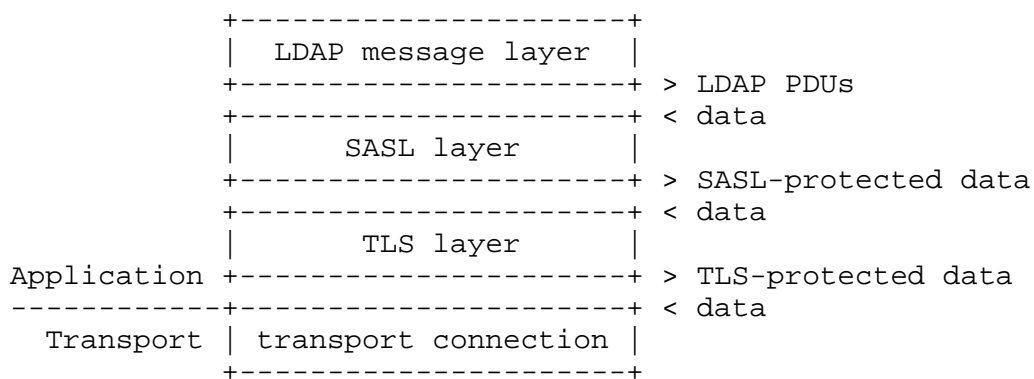 +----------------------+
| LDAP message layer |
+----------------------+ > LDAP PDUs
+----------------------+ < data
| SASL layer |
+----------------------+ > SASL-protected data
+----------------------+ < data
| TLS layer |
Application +----------------------+ > TLS-protected data
------------+----------------------+ < data
Transport | transport connection |
+----------------------+